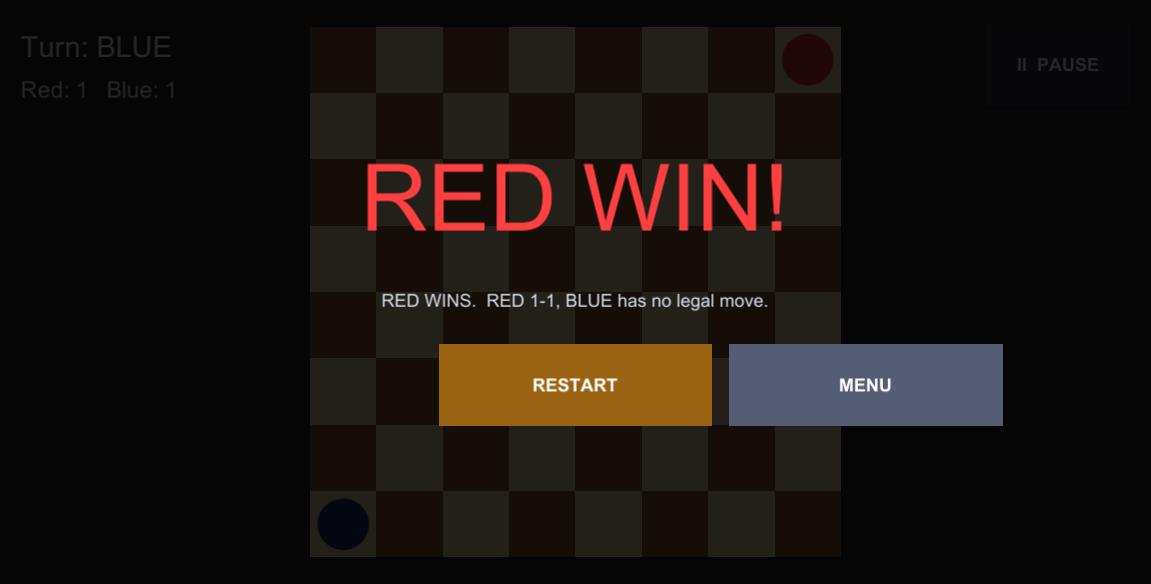 Turn: BLUE
Red: 1 Blue: 1
II PAUSE
RED WIN!
RED WINS. RED 1-1, BLUE has no legal move.
RESTART
MENU